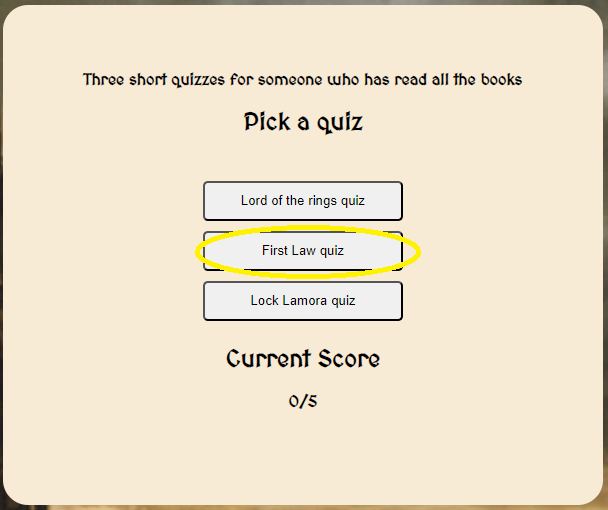 Three short quizzes for someone who has read all the books
Pick a quiz
Lord of the rings quiz
First Law quiz
Lock Lamora quiz
Current Score
0/5